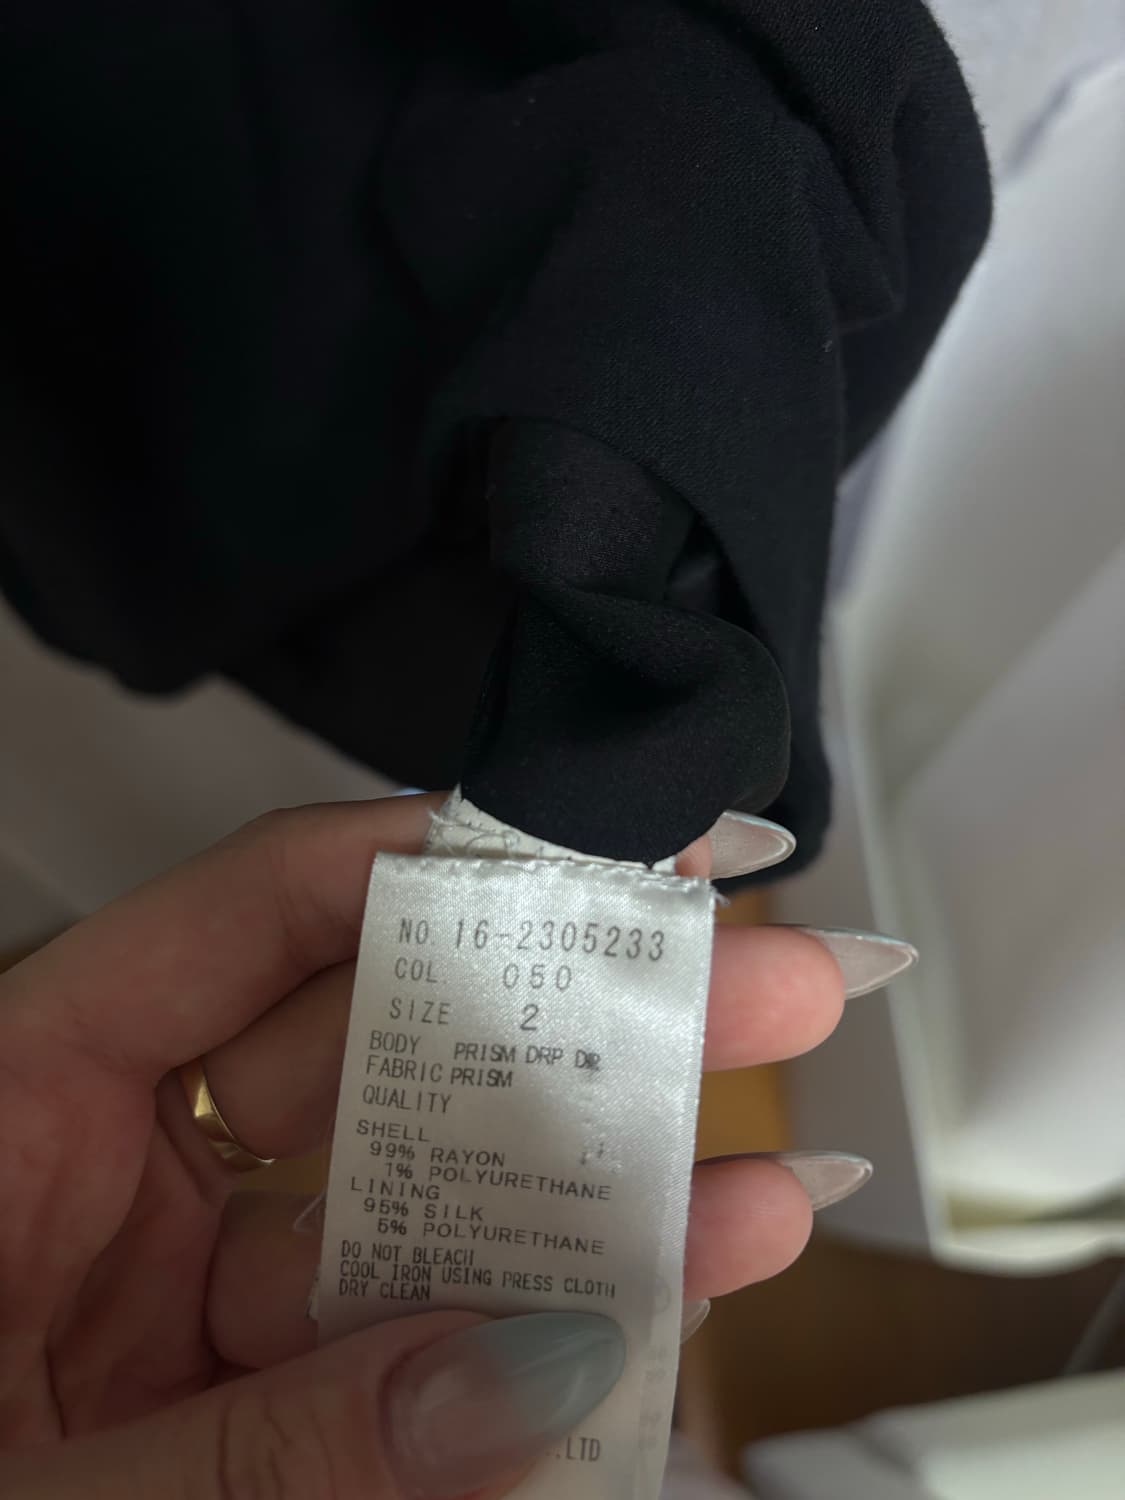 NO. 16-2305233
COL. 050
SIZE 2
BODY PRISM DRP
FABRIC PRISM
QUALITY
SHELL
99% RAYON
1% POLYURETHANE
LINING
95% SILK
5% POLYURETHANE
DO NOT BLEACH
COOL IRON USING PRESS CLOTH
DRY CLEAN
.,LTD